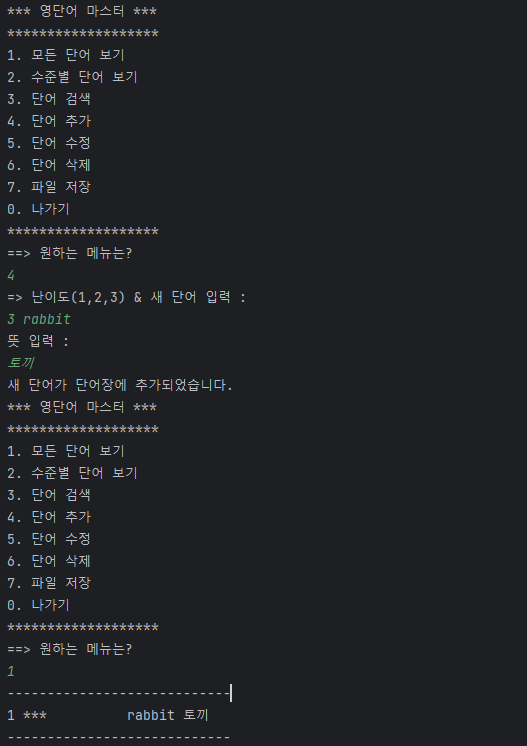 *** 영단어 마스터 ***
*******************
1. 모든 단어 보기
2. 수준별 단어 보기
3. 단어 검색
4. 단어 추가
5. 단어 수정
6. 단어 삭제
7. 파일 저장
0. 나가기
*******************
==> 원하는 메뉴는?
4
=> 난이도(1,2,3) & 새 단어 입력 :
3 rabbit
뜻 입력 :
토끼
새 단어가 단어장에 추가되었습니다.
*** 영단어 마스터 ***
*******************
1. 모든 단어 보기
2. 수준별 단어 보기
3. 단어 검색
4. 단어 추가
5. 단어 수정
6. 단어 삭제
7. 파일 저장
0. 나가기
*******************
==> 원하는 메뉴는?
1
----------------------------
1 ***          rabbit 토끼
----------------------------